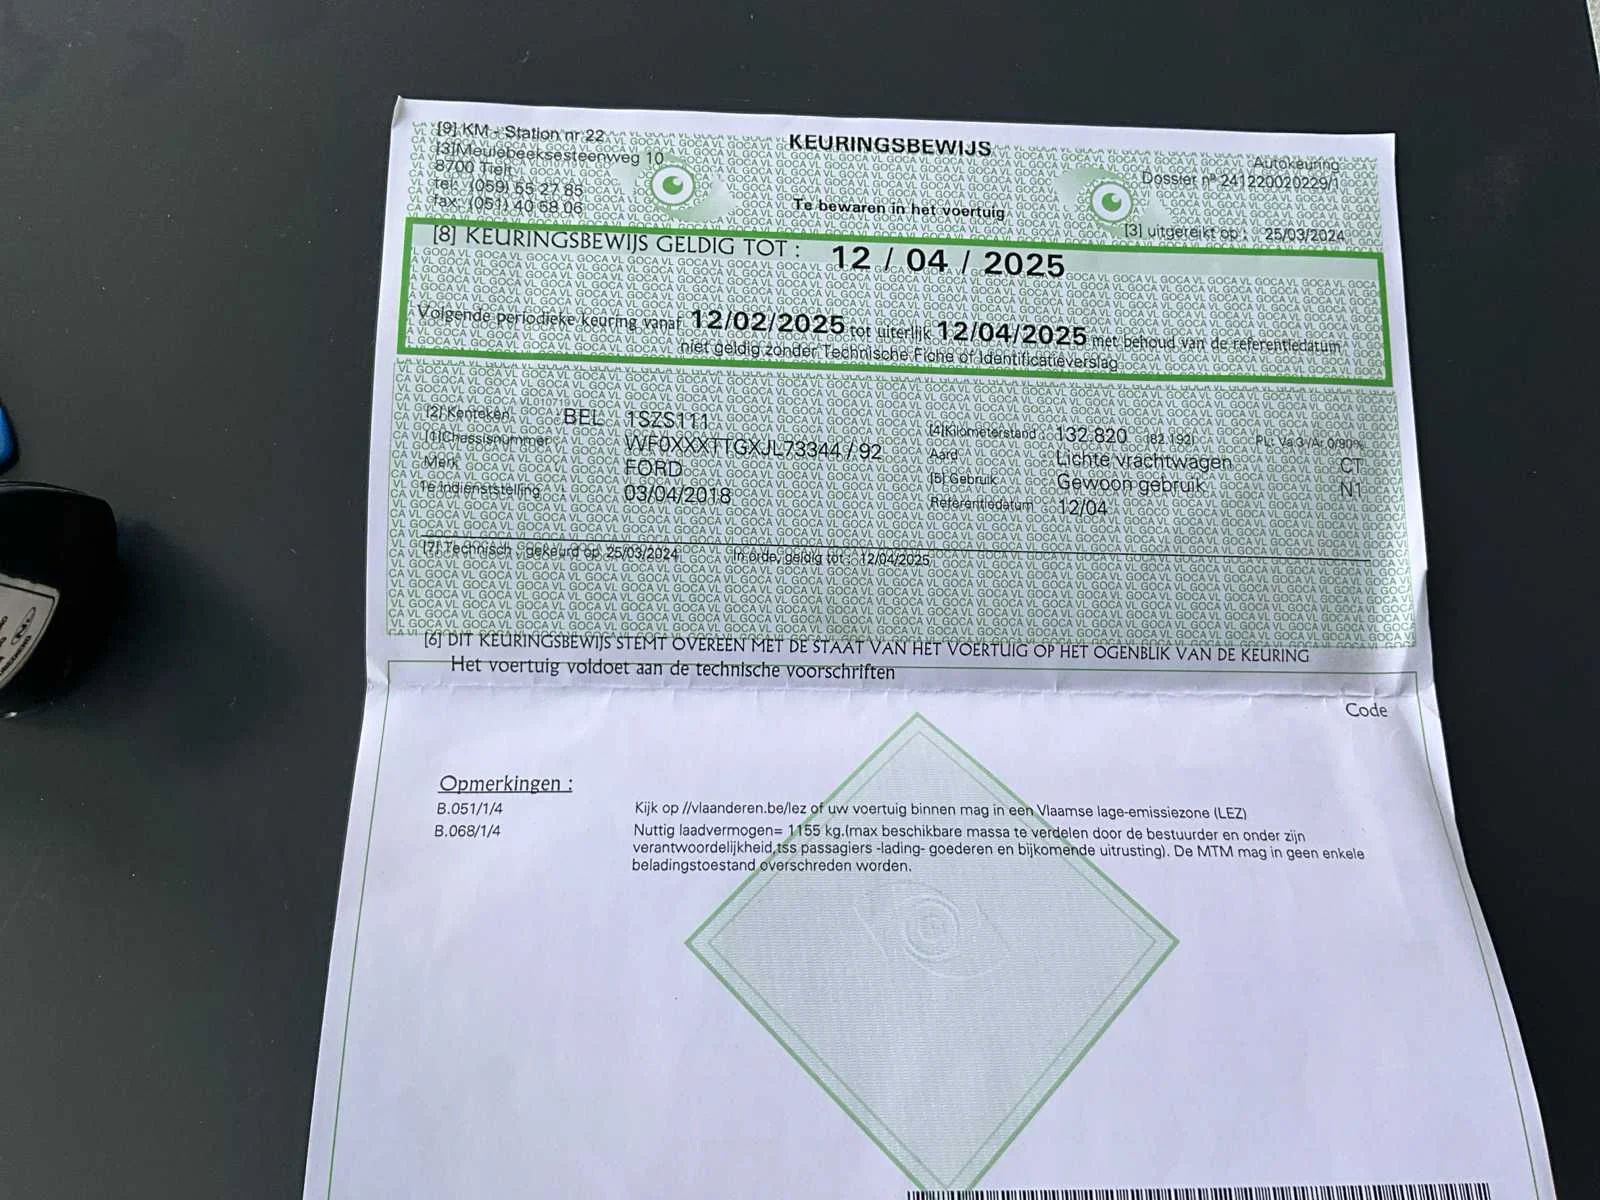 [9] KM - Station nr 22
KEURINGSBEWIJS
Autokeuring
[3]Meulebeeksesteenweg 10
8700 Tielt
Dossier nº 241220020229/1
tel: (059) 55 27 85
fax: (051) 40 58 06
Te bewaren in het voertuig
[3] uitgereikt op : 25/03/2024
[8] KEURINGSBEWIJS GELDIG TOT : 12 / 04 / 2025
Volgende periodieke keuring vanaf 12/02/2025 tot uiterlijk 12/04/2025 met behoud van de referentiedatum
niet geldig zonder Technische Fiche of Identificatieverslag
[2] Kenteken BEL 1SZS111
[4]Kilometerstand : 132.820 (82.192)
[1]Chassisnummer WF0XXXTTGXJL73344 / 92
Aard Lichte vrachtwagen CT
Merk FORD
[5] Gebruik Gewoon gebruik N1
1e indienststelling 03/04/2018
Referentiedatum 12/04
[7] Technisch : gekeurd op 25/03/2024 In orde, geldig tot : 12/04/2025
[6] DIT KEURINGSBEWIJS STEMT OVEREEN MET DE STAAT VAN HET VOERTUIG OP HET OGENBLIK VAN DE KEURING
Het voertuig voldoet aan de technische voorschriften
Code
Opmerkingen :
B.051/1/4 Kijk op //vlaanderen.be/lez of uw voertuig binnen mag in een Vlaamse lage-emissiezone (LEZ)
B.068/1/4 Nuttig laadvermogen= 1155 kg.(max beschikbare massa te verdelen door de bestuurder en onder zijn
verantwoordelijkheid,tss passagiers -lading- goederen en bijkomende uitrusting). De MTM mag in geen enkele
beladingstoestand overschreden worden.